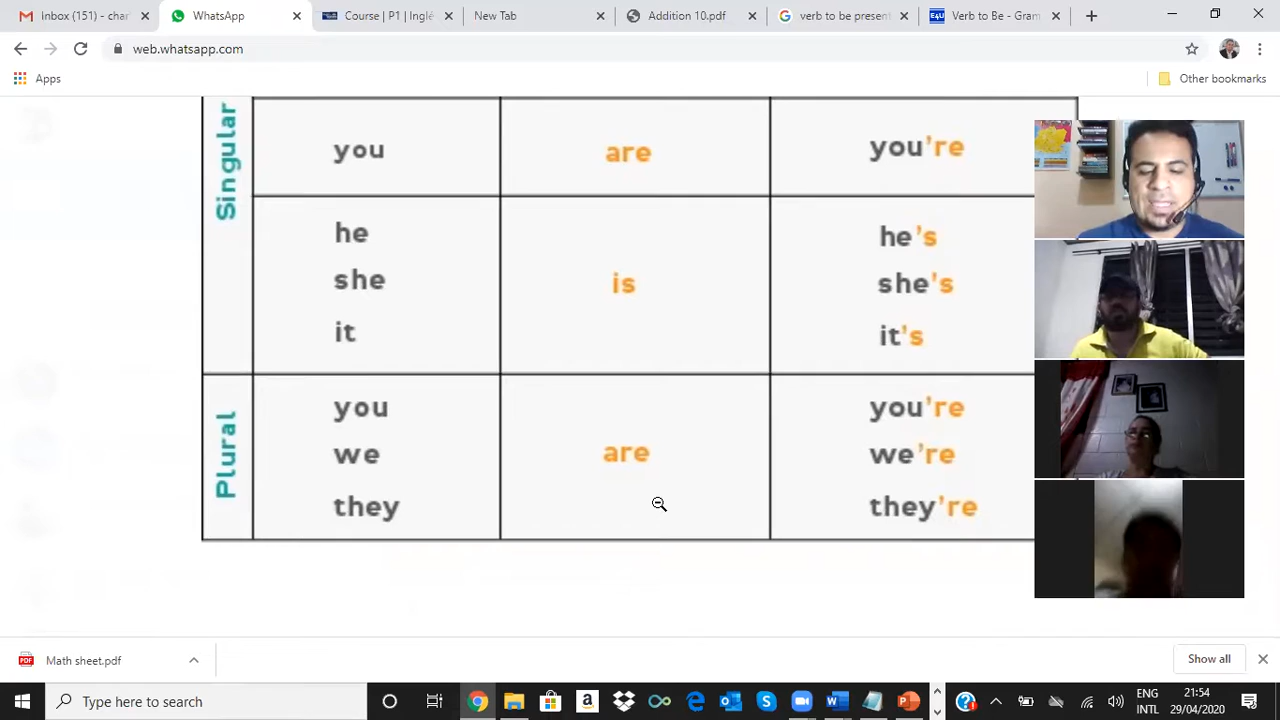 Inbox (151) - char
WhatsApp
Course | P1 | Inglé
New Tab
Addition 10.pdf
verb to be present
E4U
Verb to Be - Gram
web.whatsapp.com
Apps
Other bookmarks
Singular
you are you're
he he's
she is she's
it it's
Plural
you you're
we are we're
they they're
PDF
Math sheet.pdf
Show all
Type here to search
ENG
INTL
21:54
29/04/2020